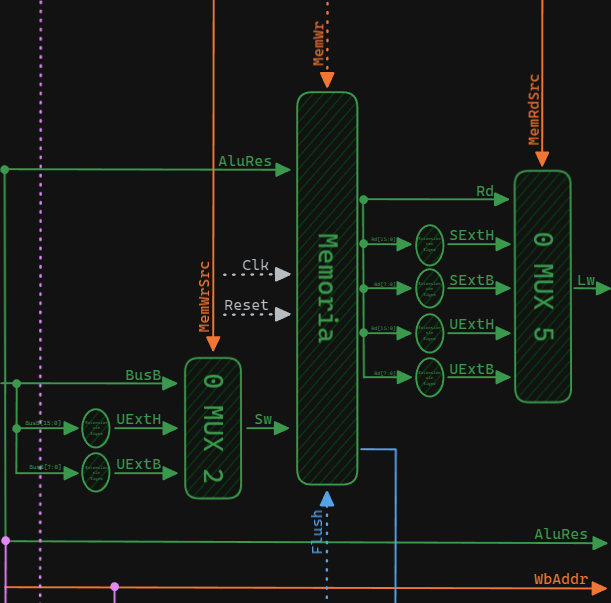 MemWr
MemRdSrc
AluRes
Rd
Rd[15:0]
SExtH
Clk
Memoria
0 MUX 5
Rd[7:0]
SExtB
Lw
MemWrSrc
Reset
Rd[15:0]
UExtH
BusB
Rd[7:0]
UExtB
BusB[15:0]
UExtH
0 MUX 2
Sw
BusB[7:0]
UExtB
Flush
AluRes
WbAddr